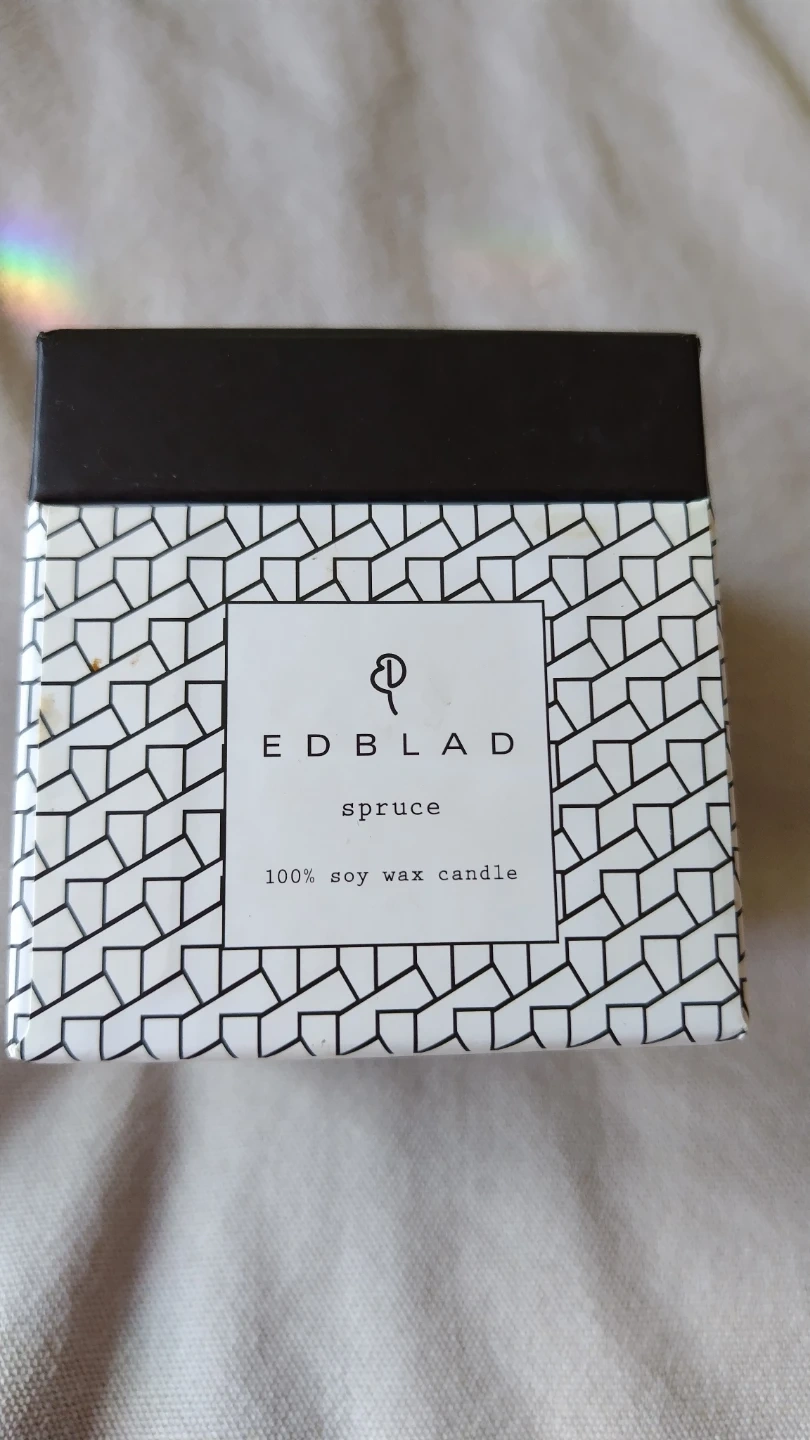 EDBLAD
spruce
100% soy wax candle